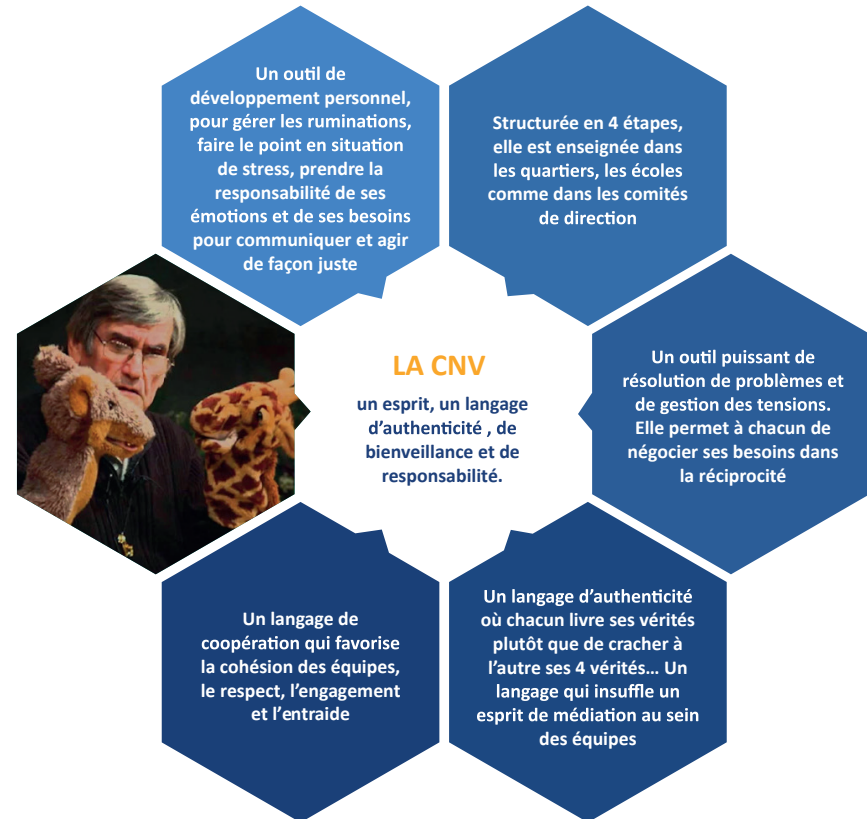 Un outil de
développement personnel,
pour gérer les ruminations,
faire le point en situation
de stress, prendre la
responsabilité de ses
émotions et de ses besoins
pour communiquer et agir
de façon juste
Structurée en 4 étapes,
elle est enseignée dans
les quartiers, les écoles
comme dans les comités
de direction
LA CNV
un esprit, un langage
d’authenticité , de
bienveillance et de
responsabilité.
Un outil puissant de
résolution de problèmes et
de gestion des tensions.
Elle permet à chacun de
négocier ses besoins dans
la réciprocité
Un langage de
coopération qui favorise
la cohésion des équipes,
le respect, l’engagement
et l’entraide
Un langage d’authenticité
où chacun livre ses vérités
plutôt que de cracher à
l’autre ses 4 vérités… Un
langage qui insuffle un
esprit de médiation au sein
des équipes